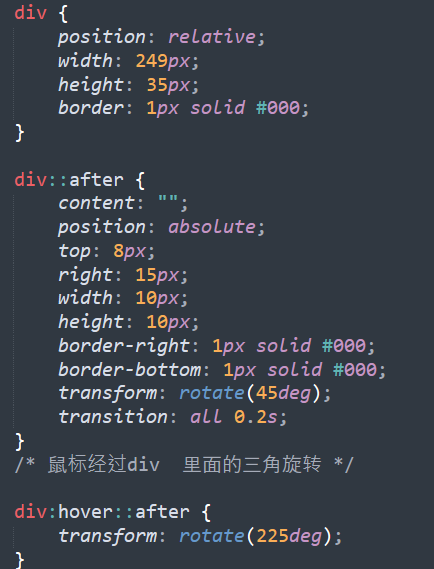 div {
    position: relative;
    width: 249px;
    height: 35px;
    border: 1px solid #000;
}

div::after {
    content: "";
    position: absolute;
    top: 8px;
    right: 15px;
    width: 10px;
    height: 10px;
    border-right: 1px solid #000;
    border-bottom: 1px solid #000;
    transform: rotate(45deg);
    transition: all 0.2s;
}
/* 鼠标经过div  里面的三角旋转 */

div:hover::after {
    transform: rotate(225deg);
}